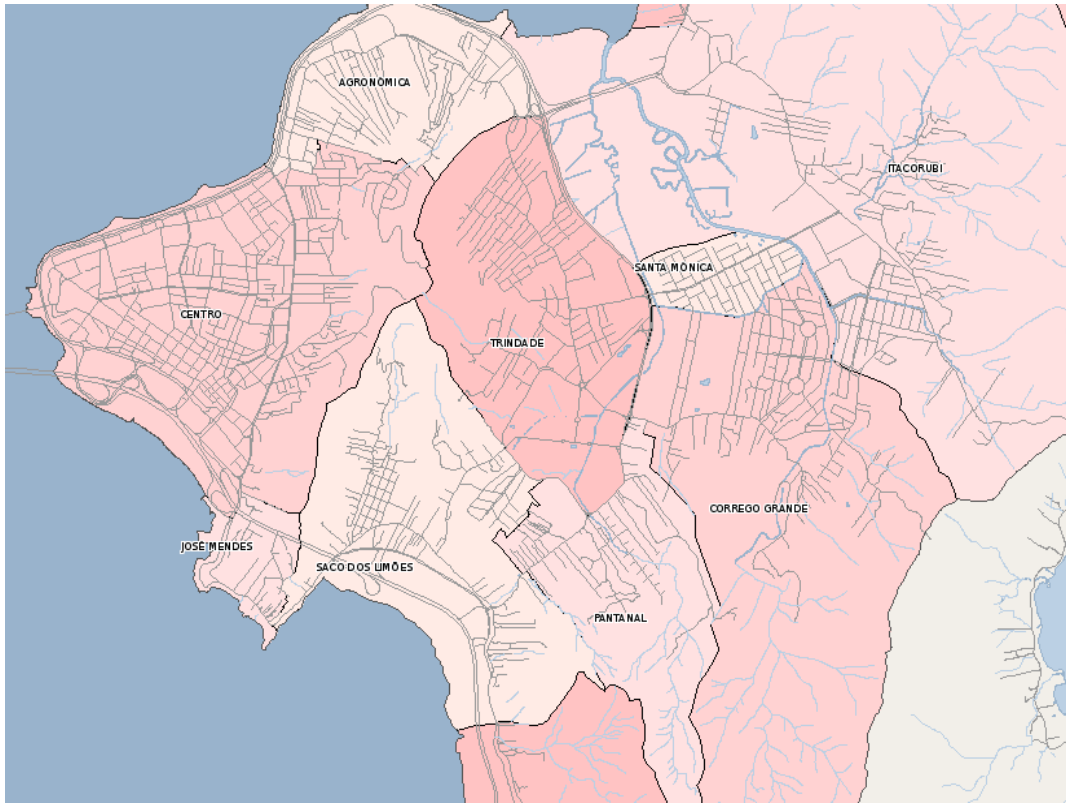 AGRONÔMICA
ITACORUBI
SANTA MÔNICA
CENTRO
TRINDADE
CORREGO GRANDE
JOSÉ MENDES
SACO DOS LIMÕES
PANTANAL